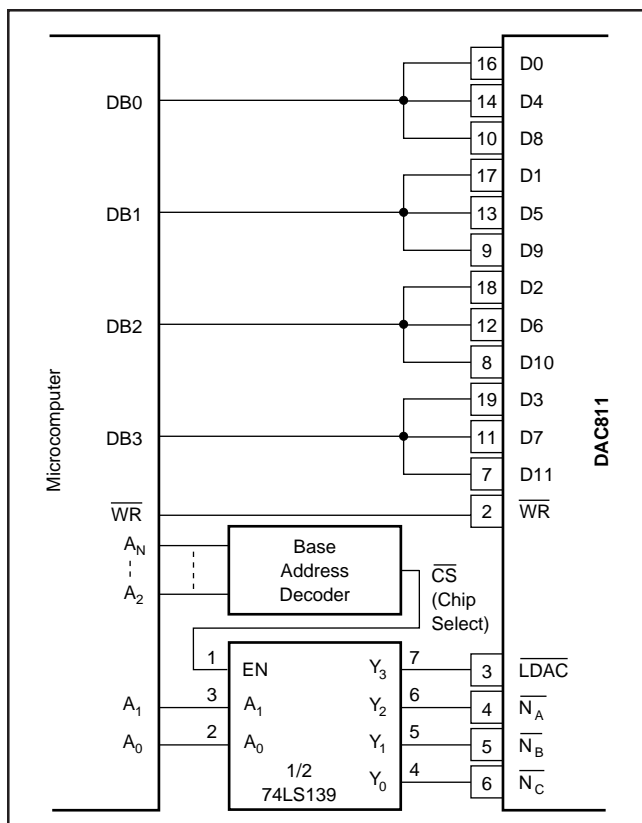 Microcomputer
DB0
DB1
DB2
DB3
WR
A_N
A_2
A_1
A_0
16 D0
14 D4
10 D8
17 D1
13 D5
9 D9
18 D2
12 D6
8 D10
19 D3
11 D7
7 D11
2 WR
DAC811
Base
Address
Decoder
CS
(Chip
Select)
1 EN Y_3 7 3 LDAC
3 A_1 Y_2 6 4 N_A
2 A_0 Y_1 5 5 N_B
1/2 Y_0 4 6 N_C
74LS139